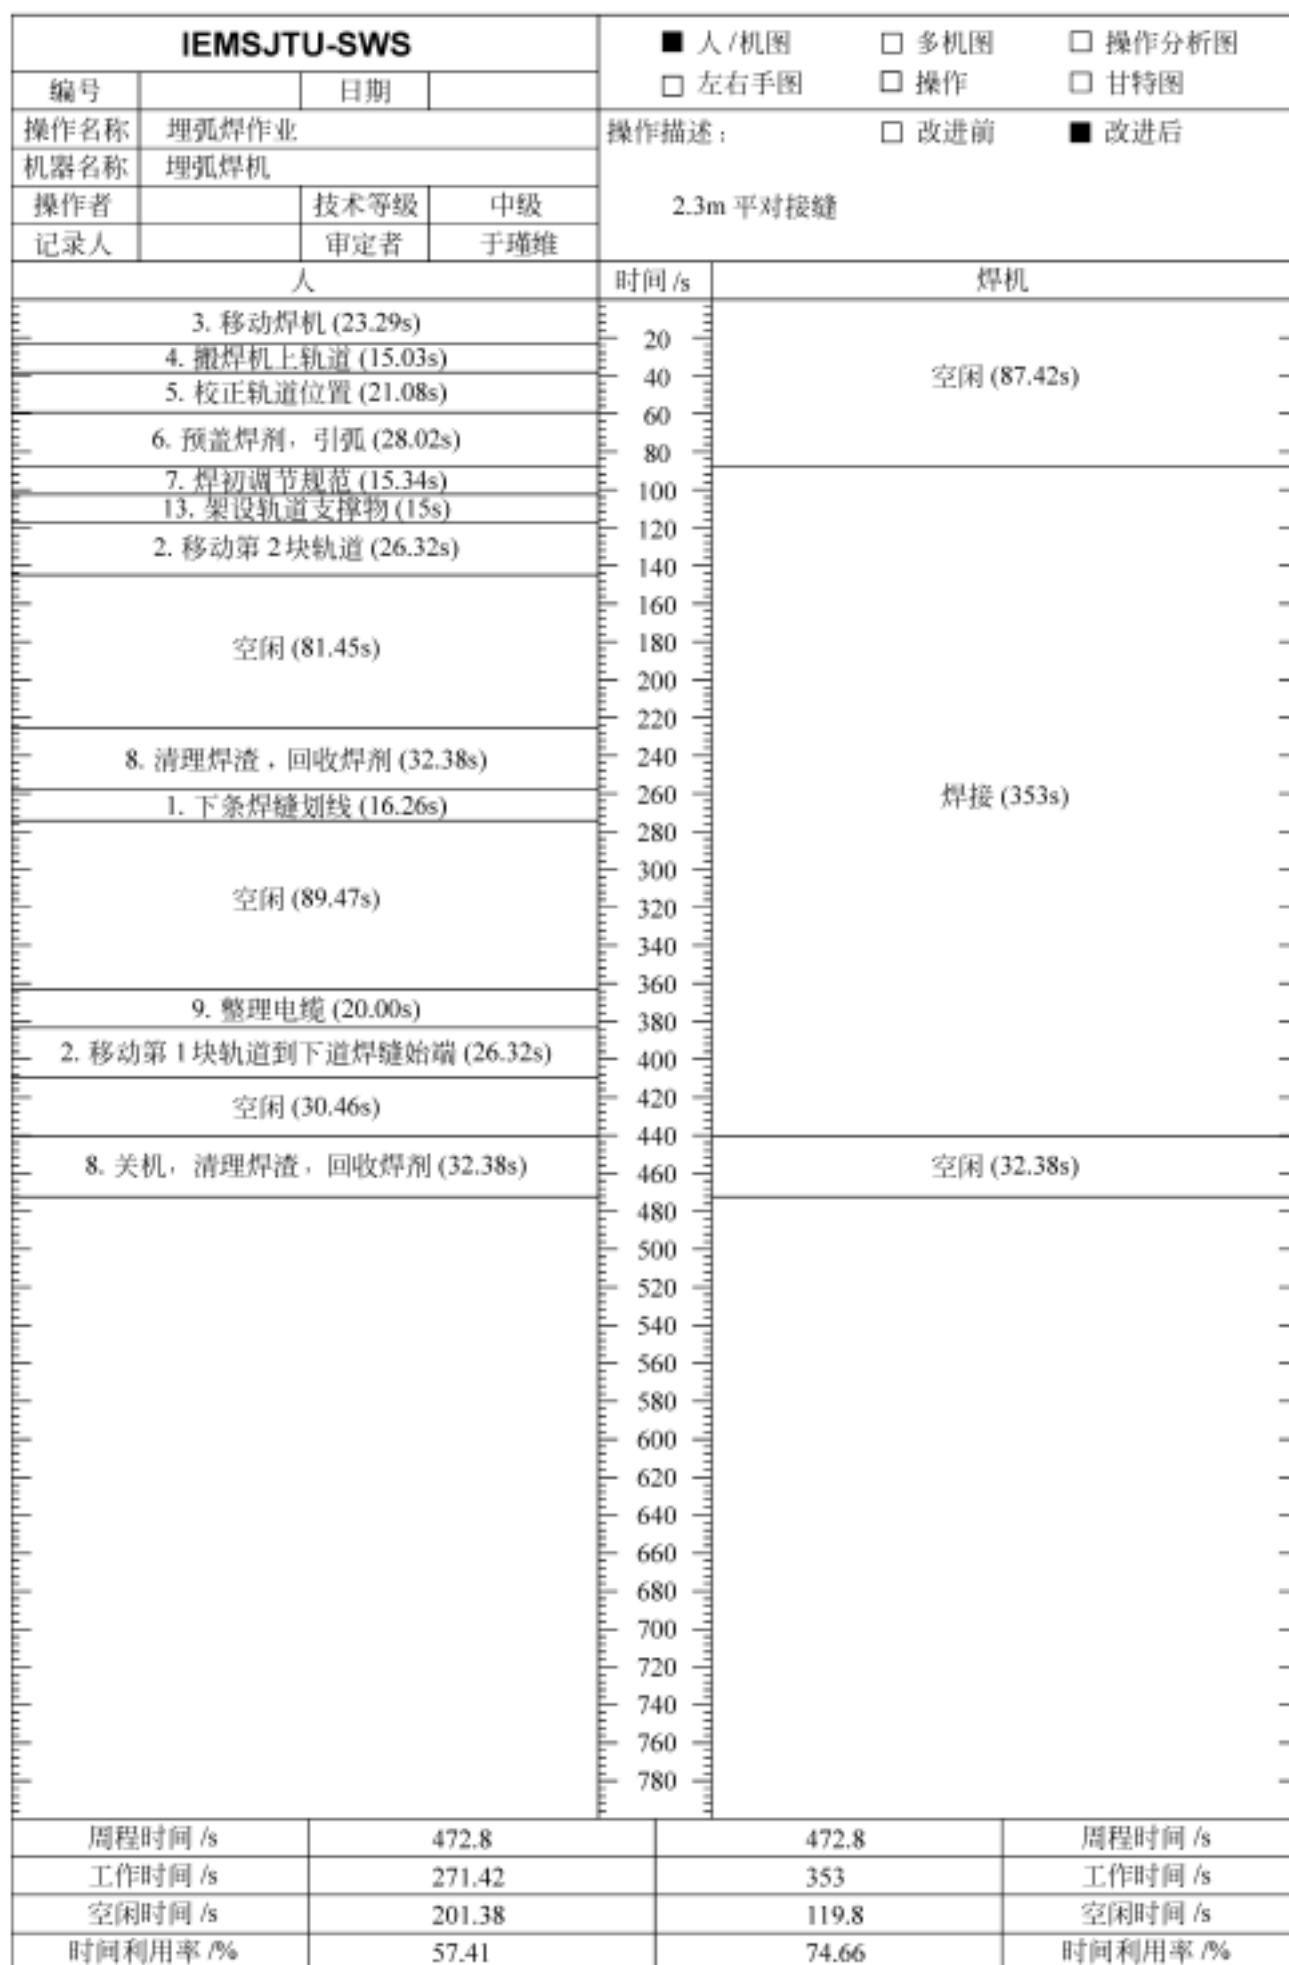 IEMSJTU-SWS
■ 人/机图 □ 多机图 □ 操作分析图
□ 左右手图 □ 操作 □ 甘特图
编号 日期
操作名称 埋弧焊作业
操作描述： □ 改进前 ■ 改进后
机器名称 埋弧焊机
操作者 技术等级 中级
2.3m 平对接缝
记录人 审定者 于瑾维
人 时间/s 焊机
3. 移动焊机 (23.29s)
20
4. 搬焊机上轨道 (15.03s)
40 空闲 (87.42s)
5. 校正轨道位置 (21.08s)
60
6. 预盖焊剂，引弧 (28.02s)
80
7. 焊初调节规范 (15.34s)
100
13. 架设轨道支撑物 (15s)
120
2. 移动第 2 块轨道 (26.32s)
140
160
空闲 (81.45s) 180
200
220
8. 清理焊渣，回收焊剂 (32.38s) 240
1. 下条焊缝划线 (16.26s) 260 焊接 (353s)
280
300
空闲 (89.47s) 320
340
360
9. 整理电缆 (20.00s) 380
2. 移动第 1 块轨道到下道焊缝始端 (26.32s) 400
空闲 (30.46s) 420
440
8. 关机，清理焊渣，回收焊剂 (32.38s) 460 空闲 (32.38s)
480
500
520
540
560
580
600
620
640
660
680
700
720
740
760
780
周程时间 /s 472.8 472.8 周程时间 /s
工作时间 /s 271.42 353 工作时间 /s
空闲时间 /s 201.38 119.8 空闲时间 /s
时间利用率 /% 57.41 74.66 时间利用率 /%